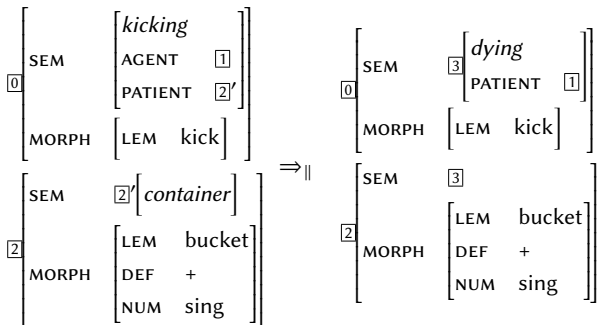 kicking
SEM AGENT 1
0 PATIENT 2′
MORPH [LEM kick]
SEM 2′[container]
LEM bucket
2 MORPH DEF +
NUM sing
⇒∥
dying
SEM 3 PATIENT 1
0
MORPH [LEM kick]
SEM 3
LEM bucket
2 MORPH DEF +
NUM sing